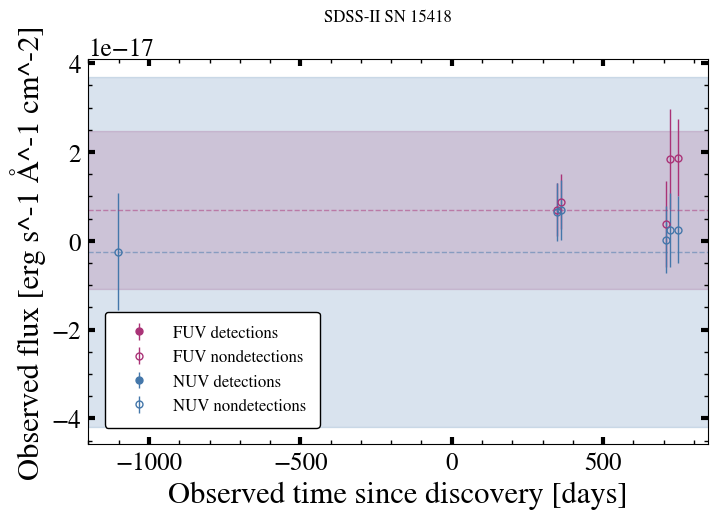 SDSS-II SN 15418
1e−17
4
2
0
−2
−4
Observed flux [erg s^-1 Å^-1 cm^-2]
FUV detections
FUV nondetections
NUV detections
NUV nondetections
−1000 −500 0 500
Observed time since discovery [days]